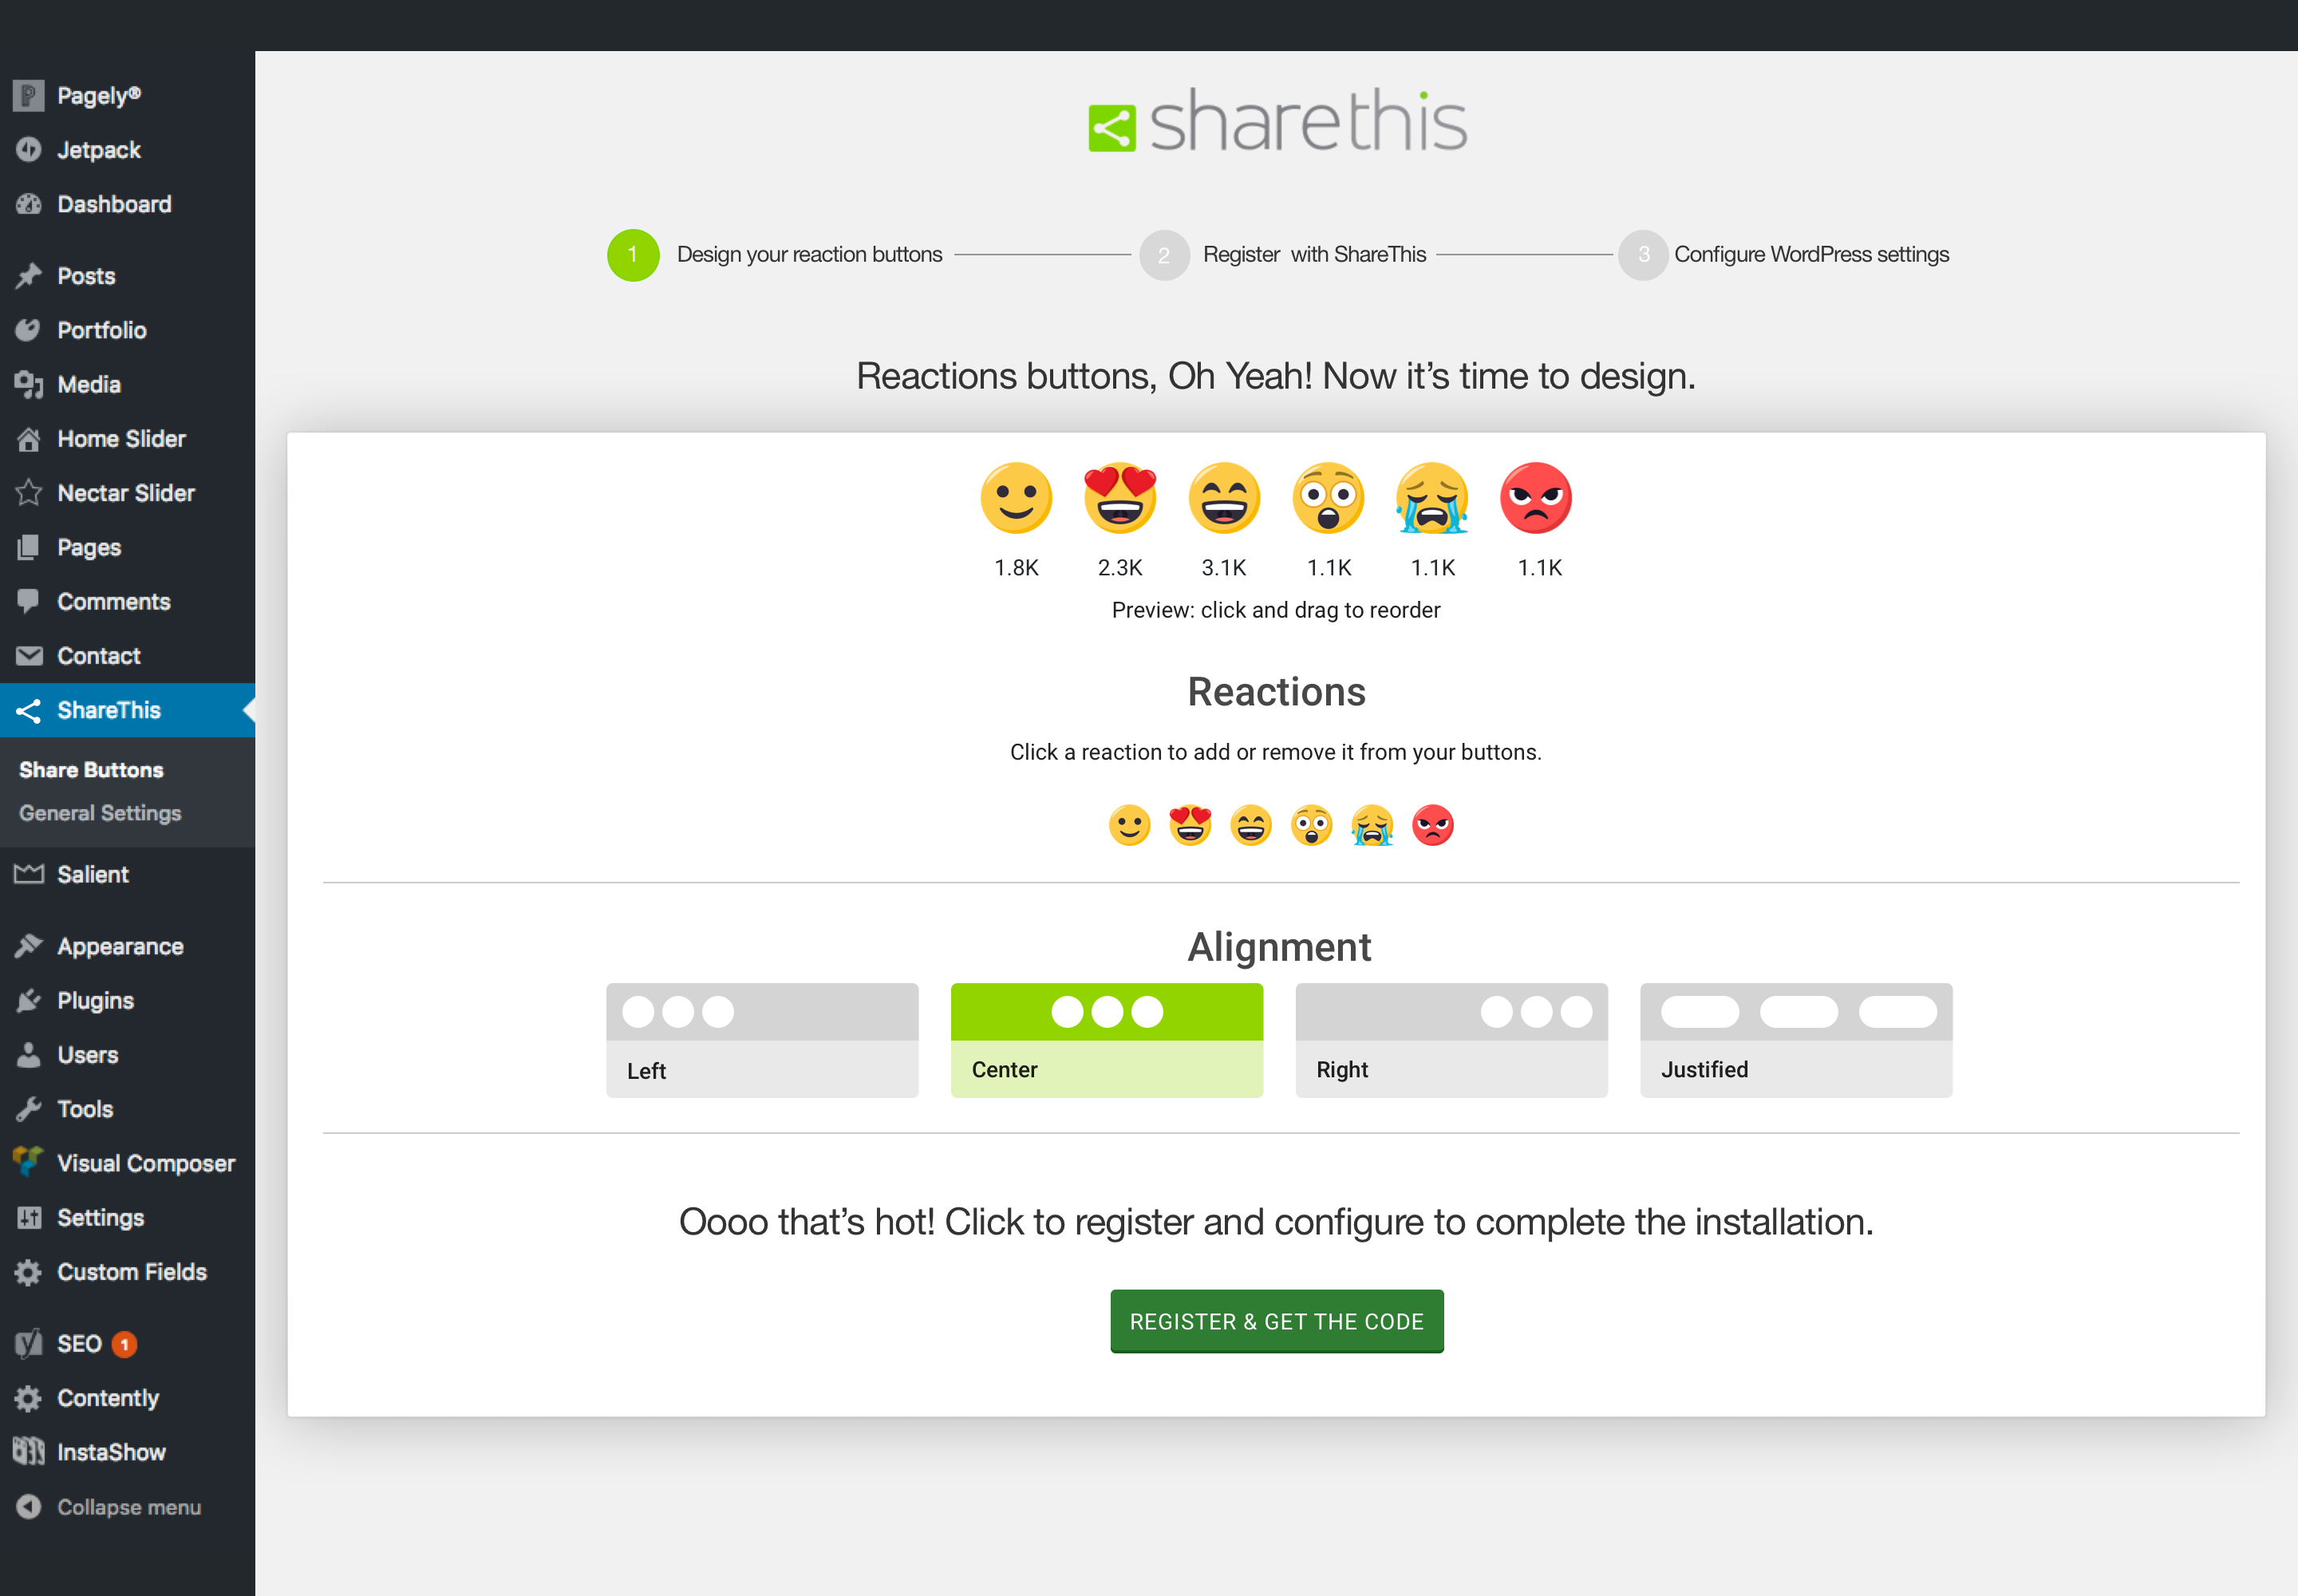 Pagely®
Jetpack
Dashboard
Posts
Portfolio
Media
Home Slider
Nectar Slider
Pages
Comments
Contact
ShareThis
Share Buttons
General Settings
Salient
Appearance
Plugins
Users
Tools
Visual Composer
Settings
Custom Fields
SEO 1
Contently
InstaShow
Collapse menu
sharethis
1 Design your reaction buttons 2 Register with ShareThis 3 Configure WordPress settings
Reactions buttons, Oh Yeah! Now it’s time to design.
1.8K 2.3K 3.1K 1.1K 1.1K 1.1K
Preview: click and drag to reorder
Reactions
Click a reaction to add or remove it from your buttons.
Alignment
Left Center Right Justified
Oooo that’s hot! Click to register and configure to complete the installation.
REGISTER & GET THE CODE